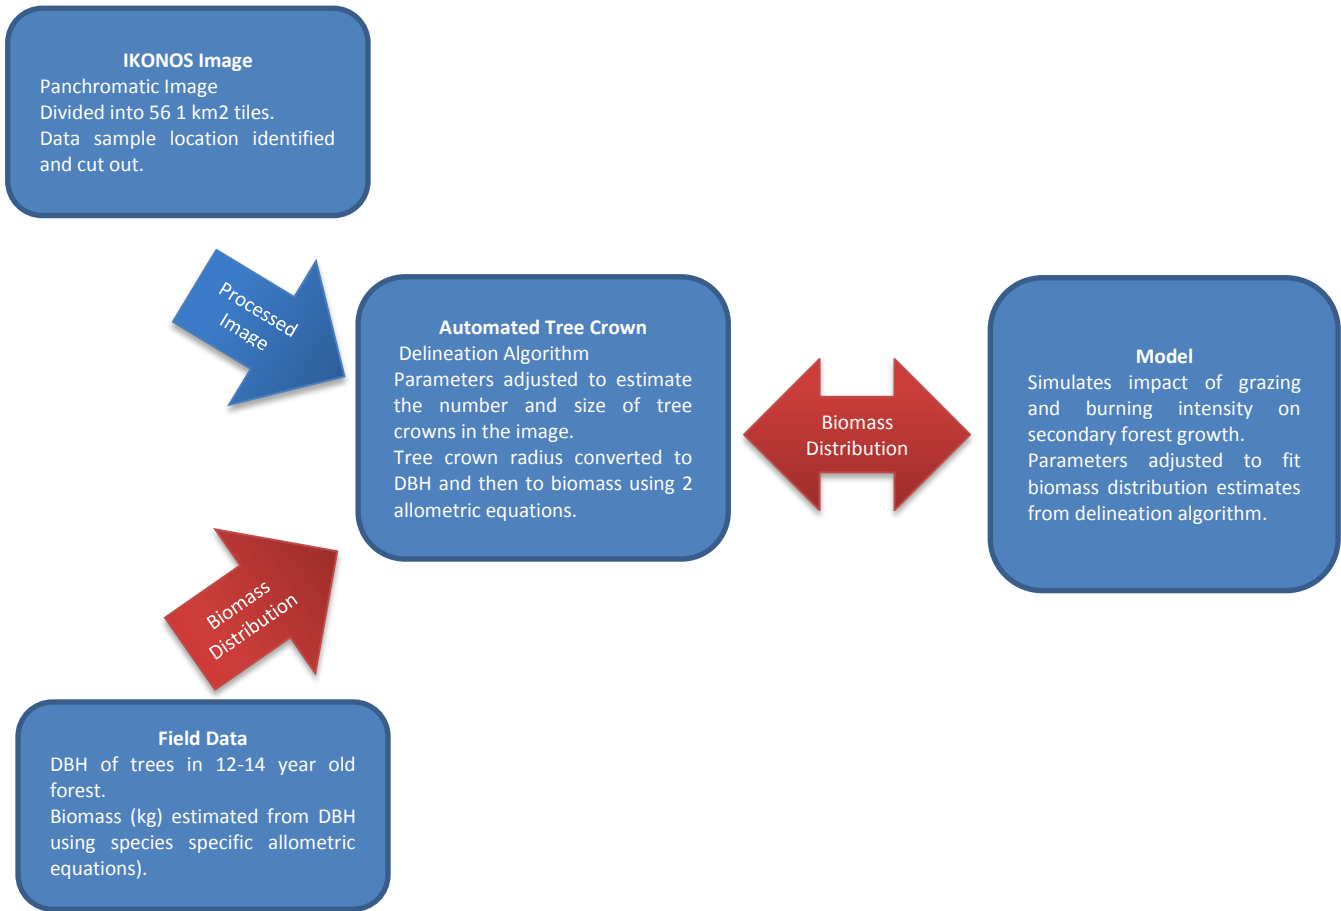 IKONOS Image
Panchromatic Image
Divided into 56 1 km2 tiles.
Data sample location identified
and cut out.
Processed
Image
Automated Tree Crown
Delineation Algorithm
Parameters adjusted to estimate
the number and size of tree
crowns in the image.
Tree crown radius converted to
DBH and then to biomass using 2
allometric equations.
Biomass
Distribution
Model
Simulates impact of grazing
and burning intensity on
secondary forest growth.
Parameters adjusted to fit
biomass distribution estimates
from delineation algorithm.
Biomass
Distribution
Field Data
DBH of trees in 12-14 year old
forest.
Biomass (kg) estimated from DBH
using species specific allometric
equations).